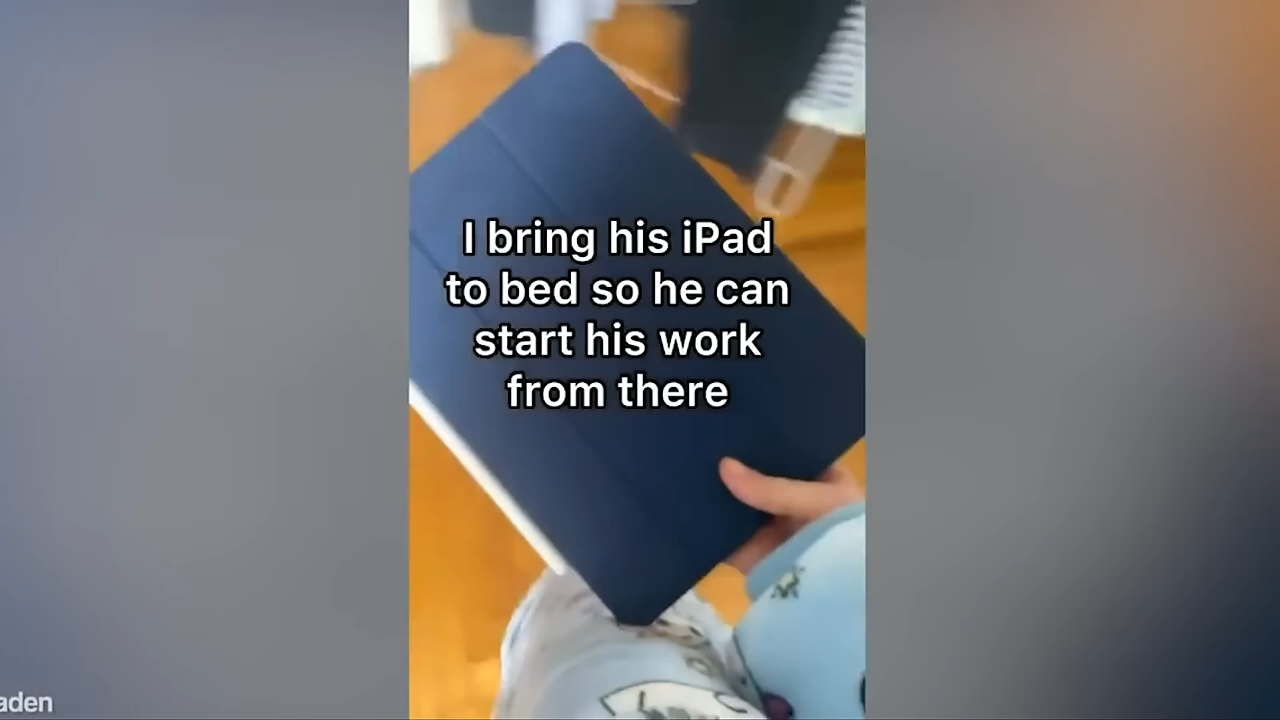 I bring his iPad
to bed so he can
start his work
from there
aden